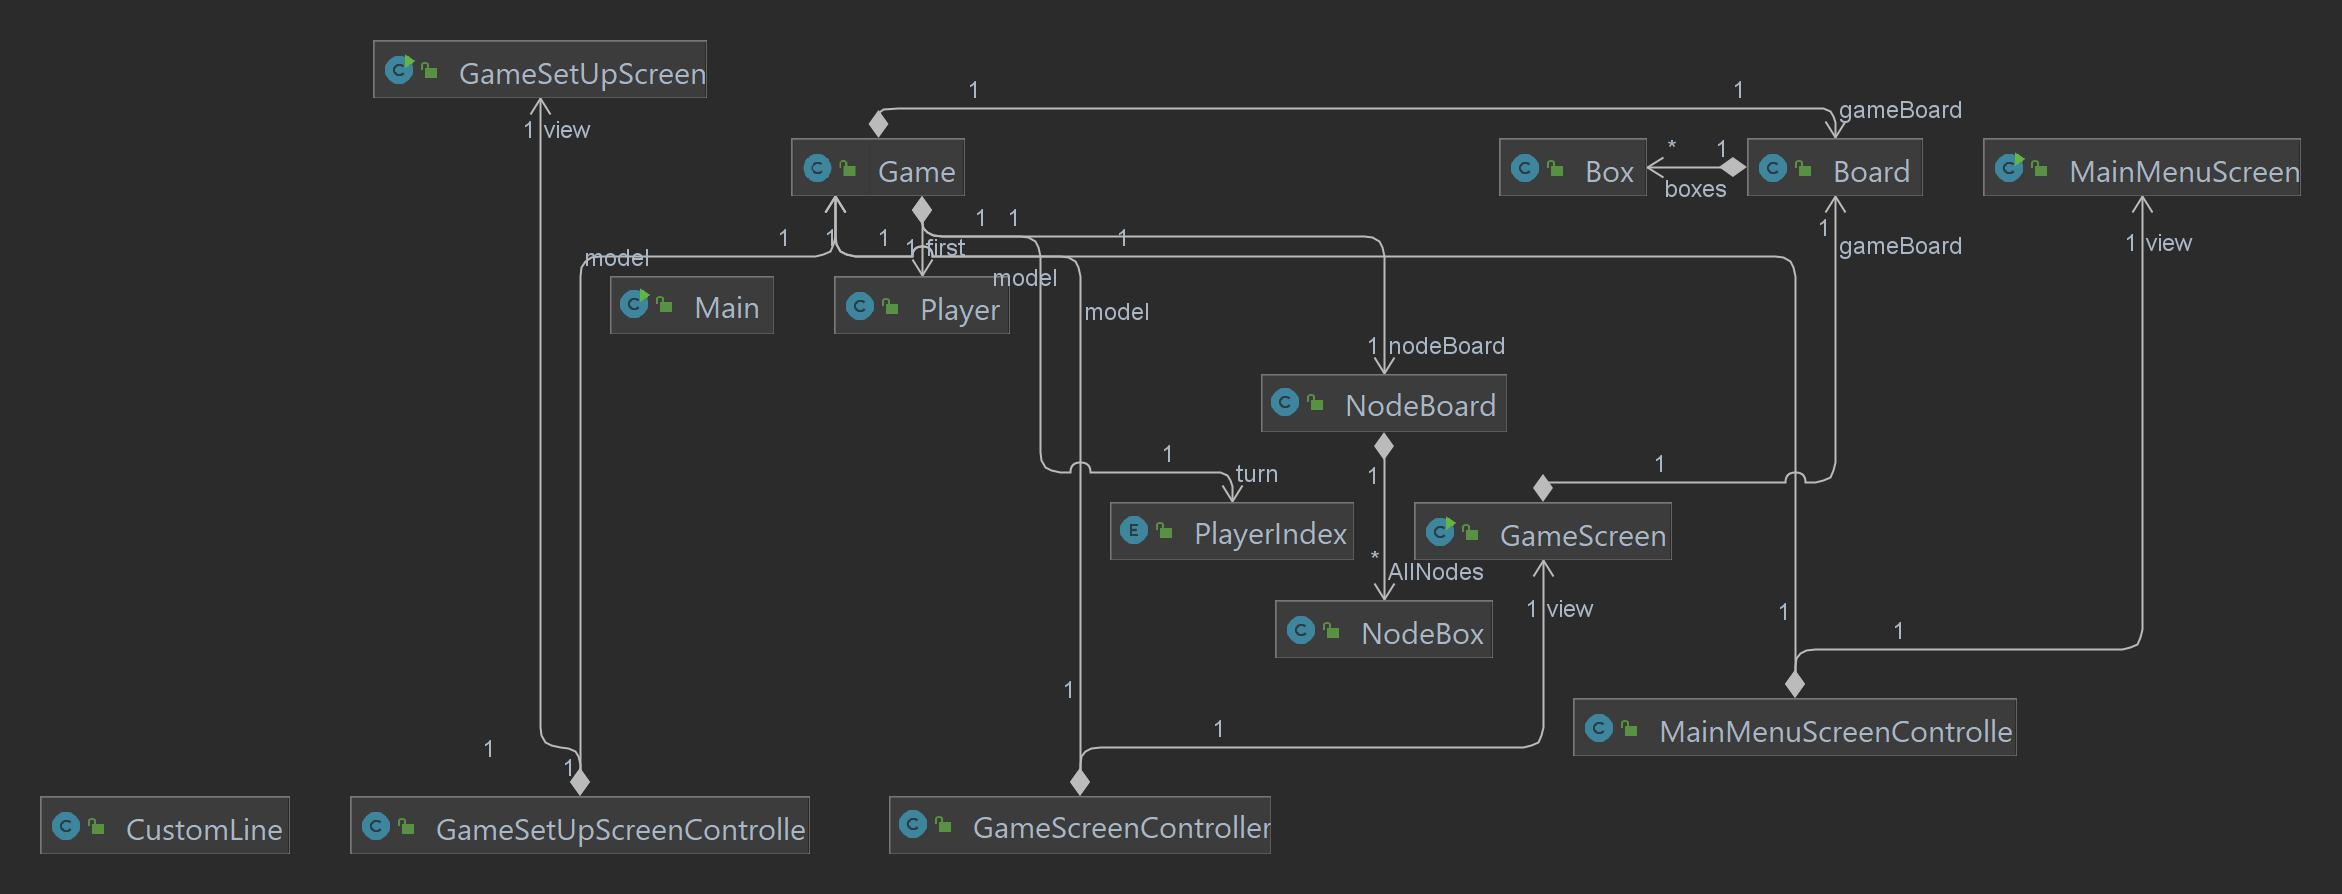 GameSetUpScreen
1 view
1
1
gameBoard
Game
Box
*
1
boxes
Board
MainMenuScreen
1
1
1
1
1
1
1
first
model
model
model
Main
Player
1
gameBoard
1 view
1 nodeBoard
NodeBoard
1
turn
1
1
PlayerIndex
GameScreen
*
AllNodes
1 view
NodeBox
1
1
1
1
MainMenuScreenControlle
1
1
CustomLine
GameSetUpScreenControlle
GameScreenController